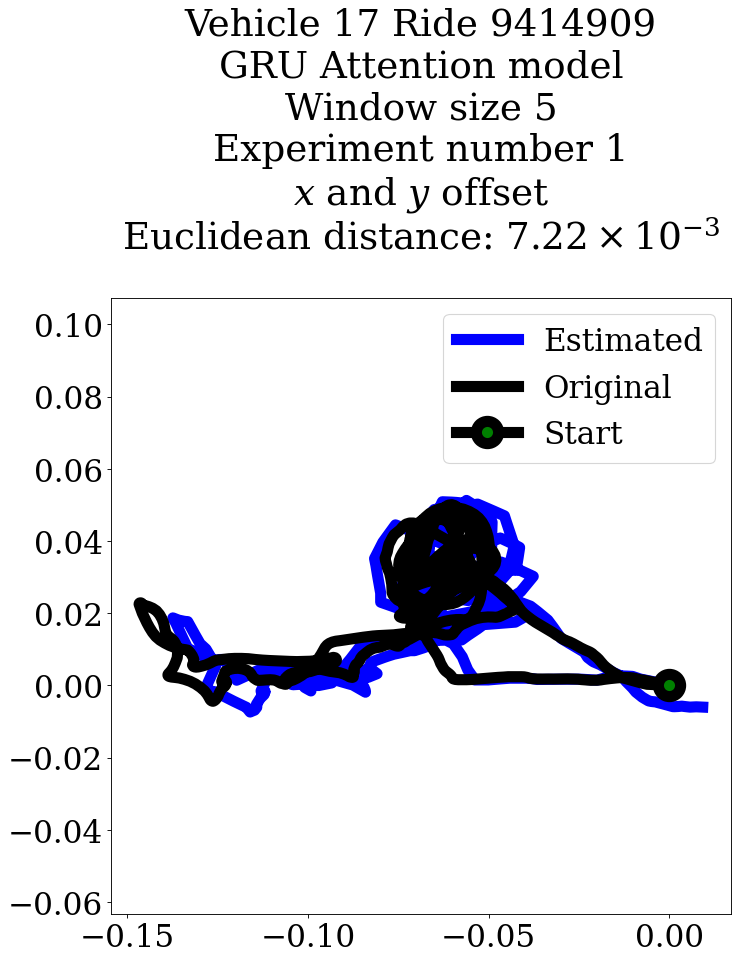 Vehicle 17 Ride 9414909
GRU Attention model
Window size 5
Experiment number 1
x and y offset
Euclidean distance: 7.22 × 10⁻³
Estimated
Original
Start
0.10
0.08
0.06
0.04
0.02
0.00
−0.02
−0.04
−0.06
−0.15 −0.10 −0.05 0.00